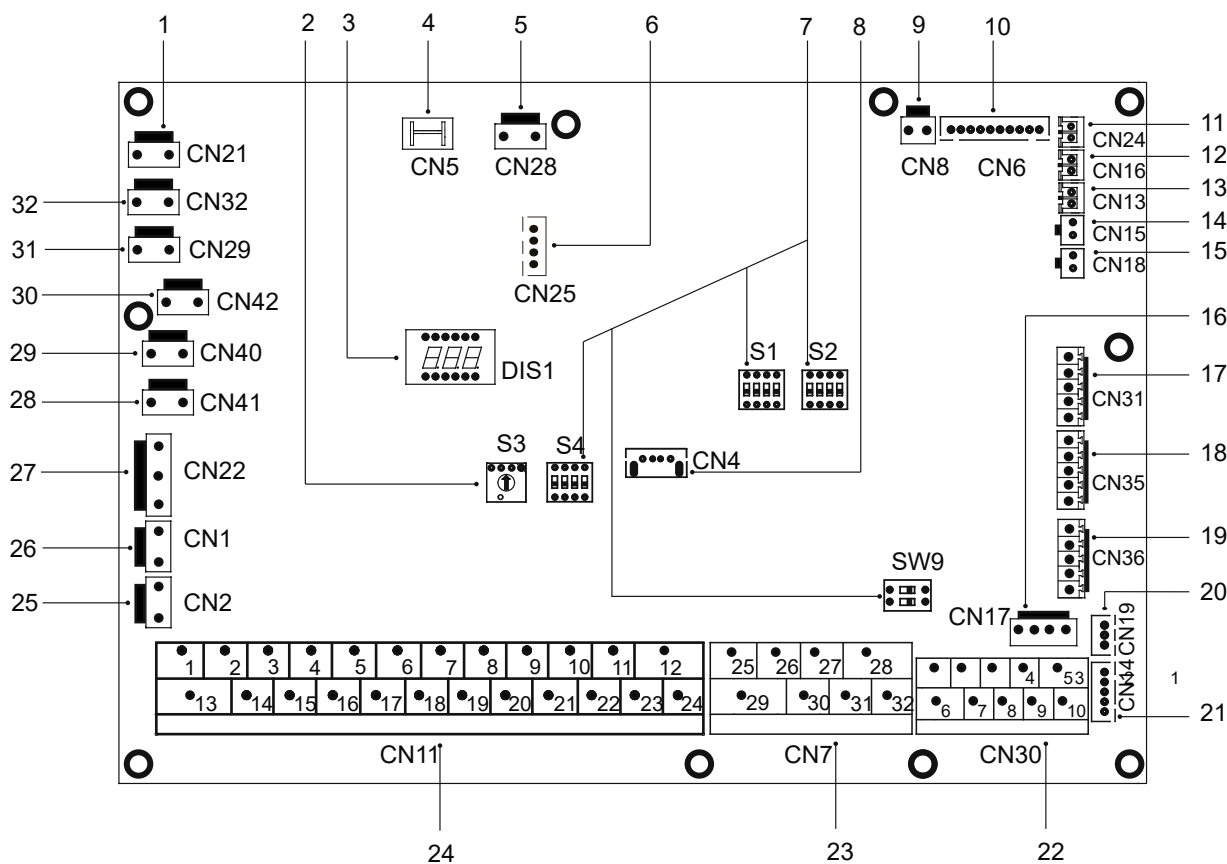 1 2 3 4 5 6 7 8 9 10
CN21 CN5 CN28 CN8 CN6 CN24 11
CN16 12
32 CN32 CN13 13
31 CN29 CN15 14
CN25 CN18 15
30 CN42
16
29 CN40 DIS1 S1 S2 17
28 CN41 CN31
27 CN22 S3 S4 CN4 18
CN35
26 CN1 19
CN36
25 CN2 SW9
20
CN17 CN19
1 2 3 4 5 6 7 8 9 10 11 12 25 26 27 28 4 53 CN14 1
13 14 15 16 17 18 19 20 21 22 23 24 29 30 31 32 6 7 8 9 10 21
CN11 CN7 CN30
24 23 22